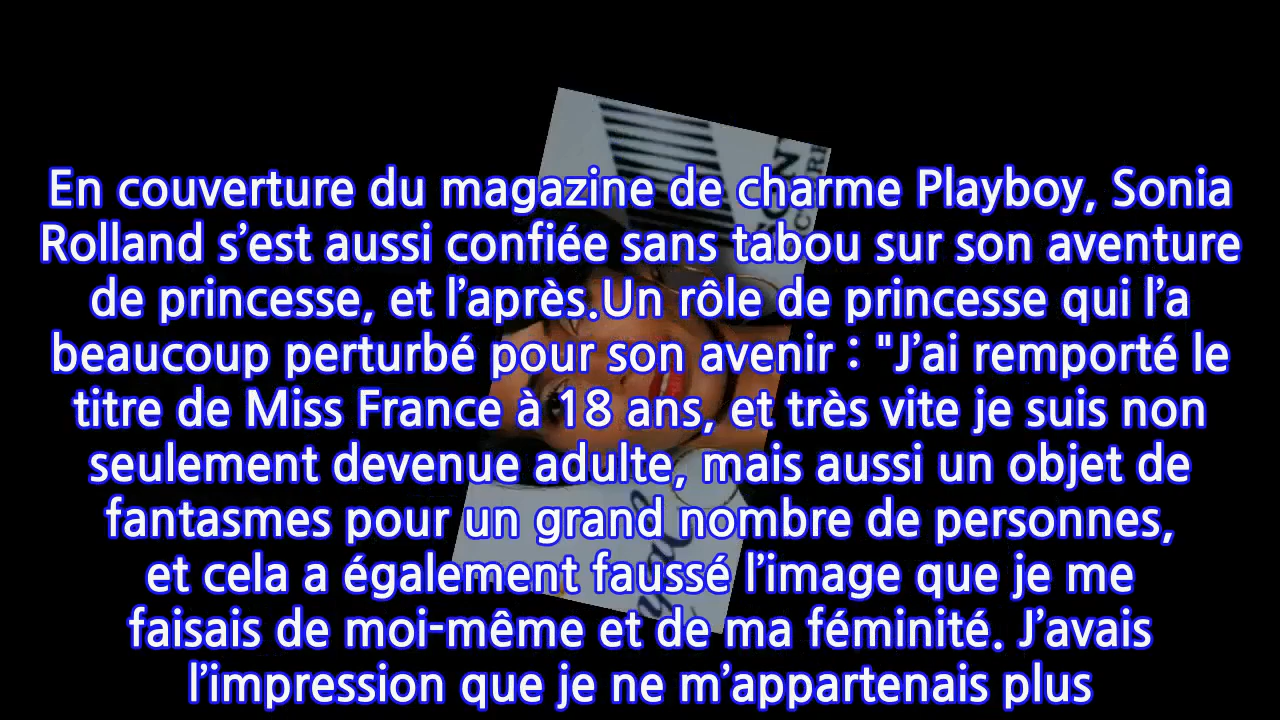 En couverture du magazine de charme Playboy, Sonia
Rolland s’est aussi confiée sans tabou sur son aventure
de princesse, et l’après.Un rôle de princesse qui l’a
beaucoup perturbé pour son avenir : "J’ai remporté le
titre de Miss France à 18 ans, et très vite je suis non
seulement devenue adulte, mais aussi un objet de
fantasmes pour un grand nombre de personnes,
et cela a également faussé l’image que je me
faisais de moi-même et de ma féminité. J’avais
l’impression que je ne m’appartenais plus